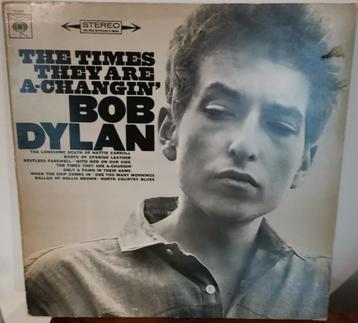 STEREO
THE TIMES
THEY ARE
A-CHANGIN'
BOB
DYLAN
THE LONESOME DEATH OF HATTIE CARROLL
BOOTS OF SPANISH LEATHER
RESTLESS FAREWELL · WITH GOD ON OUR SIDE
THE TIMES THEY ARE A-CHANGIN'
ONLY A PAWN IN THEIR GAME
WHEN THE SHIP COMES IN · ONE TOO MANY MORNINGS
BALLAD OF HOLLIS BROWN · NORTH COUNTRY BLUES